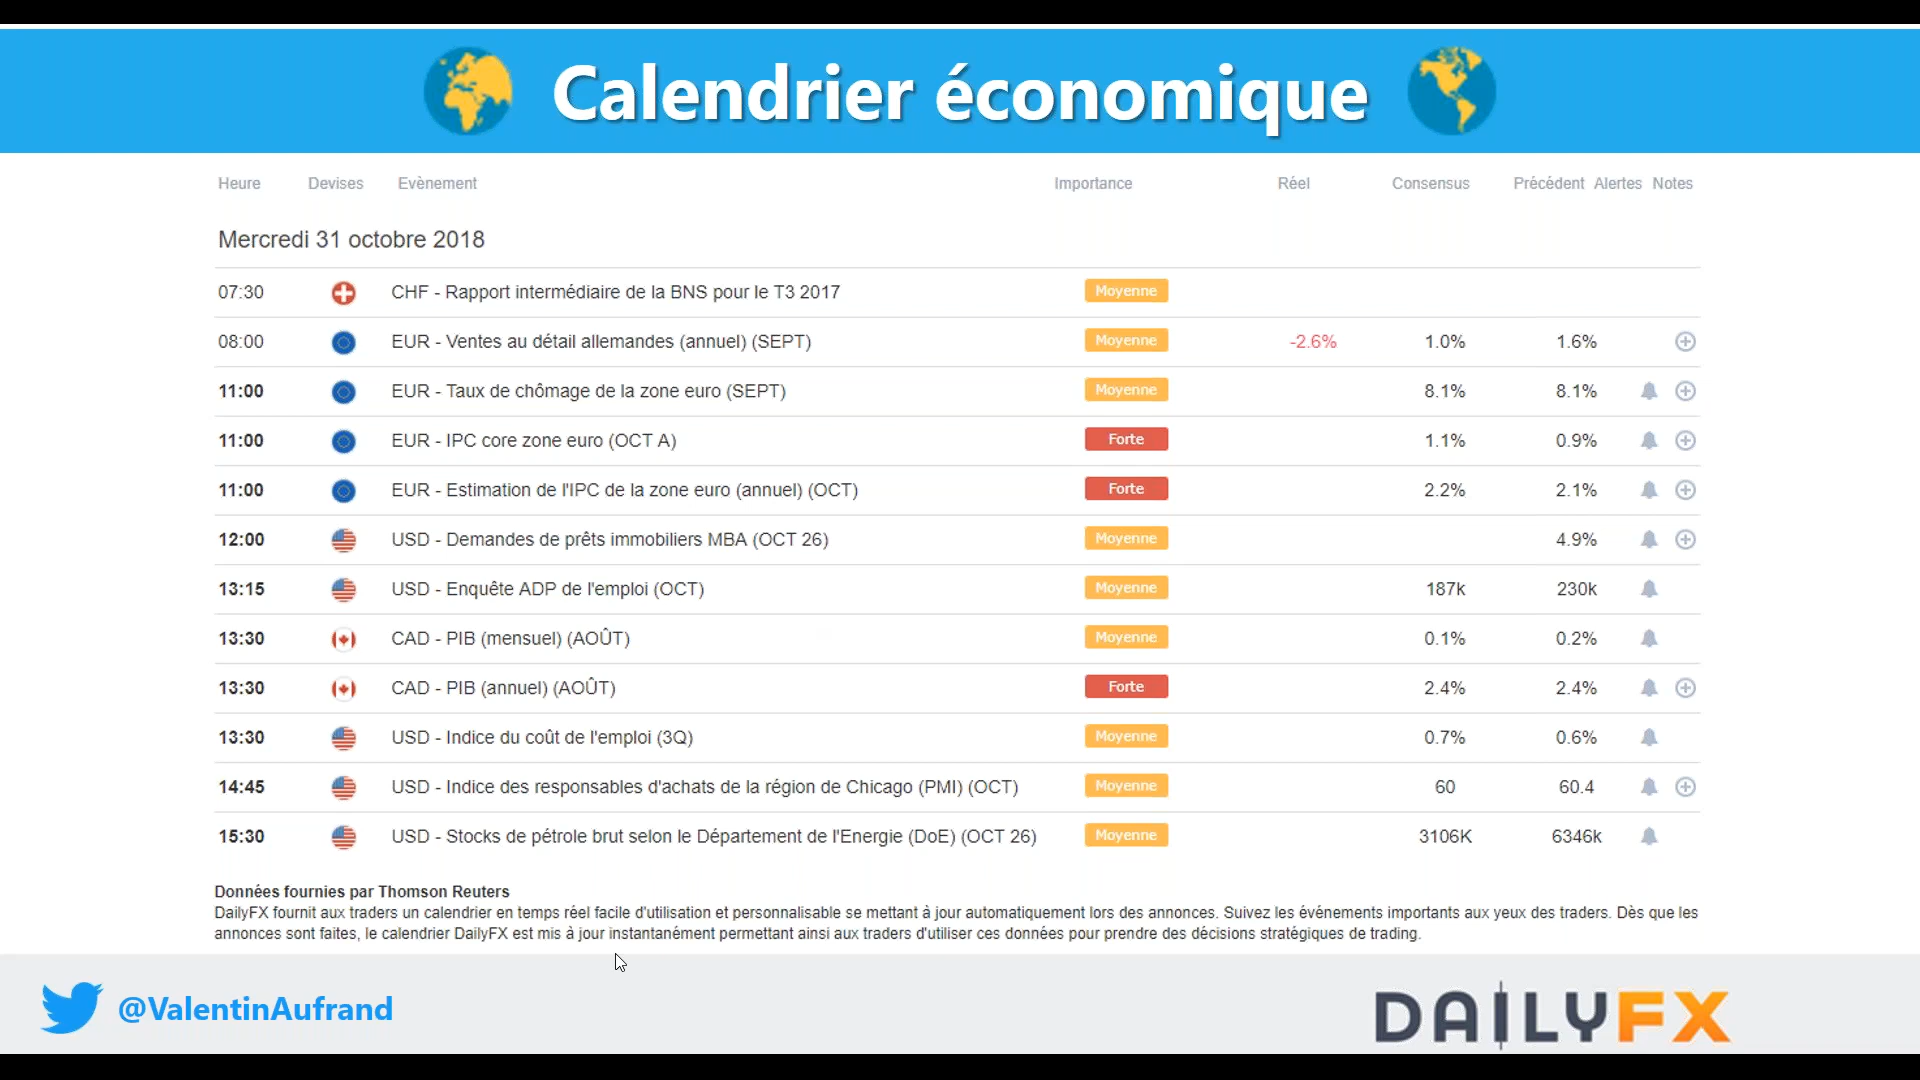 Calendrier économique
Heure Devises Evènement Importance Réel Consensus Précédent Alertes Notes
Mercredi 31 octobre 2018
07:30 CHF - Rapport intermédiaire de la BNS pour le T3 2017 Moyenne
08:00 EUR - Ventes au détail allemandes (annuel) (SEPT) Moyenne -2.6% 1.0% 1.6%
11:00 EUR - Taux de chômage de la zone euro (SEPT) Moyenne 8.1% 8.1%
11:00 EUR - IPC core zone euro (OCT A) Forte 1.1% 0.9%
11:00 EUR - Estimation de l'IPC de la zone euro (annuel) (OCT) Forte 2.2% 2.1%
12:00 USD - Demandes de prêts immobiliers MBA (OCT 26) Moyenne 4.9%
13:15 USD - Enquête ADP de l'emploi (OCT) Moyenne 187k 230k
13:30 CAD - PIB (mensuel) (AOÛT) Moyenne 0.1% 0.2%
13:30 CAD - PIB (annuel) (AOÛT) Forte 2.4% 2.4%
13:30 USD - Indice du coût de l'emploi (3Q) Moyenne 0.7% 0.6%
14:45 USD - Indice des responsables d'achats de la région de Chicago (PMI) (OCT) Moyenne 60 60.4
15:30 USD - Stocks de pétrole brut selon le Département de l'Energie (DoE) (OCT 26) Moyenne 3106K 6346k
Données fournies par Thomson Reuters
DailyFX fournit aux traders un calendrier en temps réel facile d'utilisation et personnalisable se mettant à jour automatiquement lors des annonces. Suivez les événements importants aux yeux des traders. Dès que les
annonces sont faites, le calendrier DailyFX est mis à jour instantanément permettant ainsi aux traders d'utiliser ces données pour prendre des décisions stratégiques de trading.
@ValentinAufrand
DAILYFX